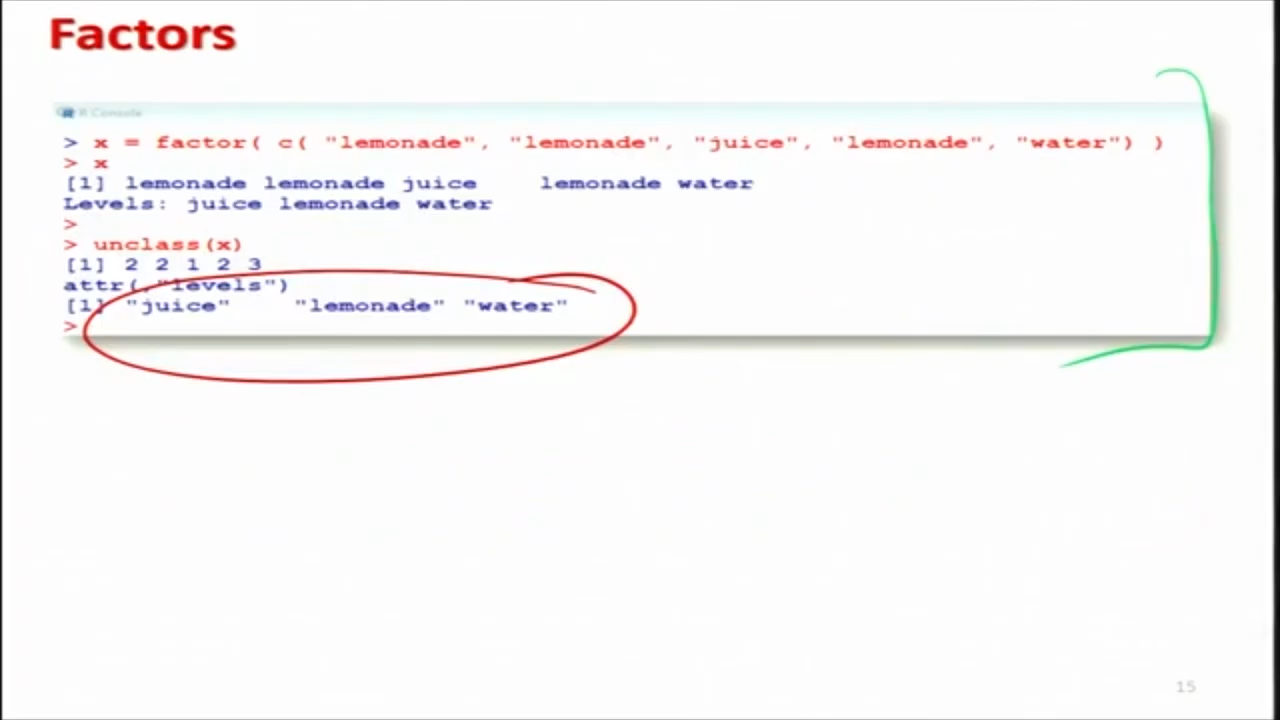 Factors
R Console
> x = factor( c( "lemonade", "lemonade", "juice", "lemonade", "water") )
> x
[1] lemonade lemonade juice    lemonade water
Levels: juice lemonade water
>
> unclass(x)
[1] 2 2 1 2 3
attr(,"levels")
[1] "juice"    "lemonade" "water"
>
15